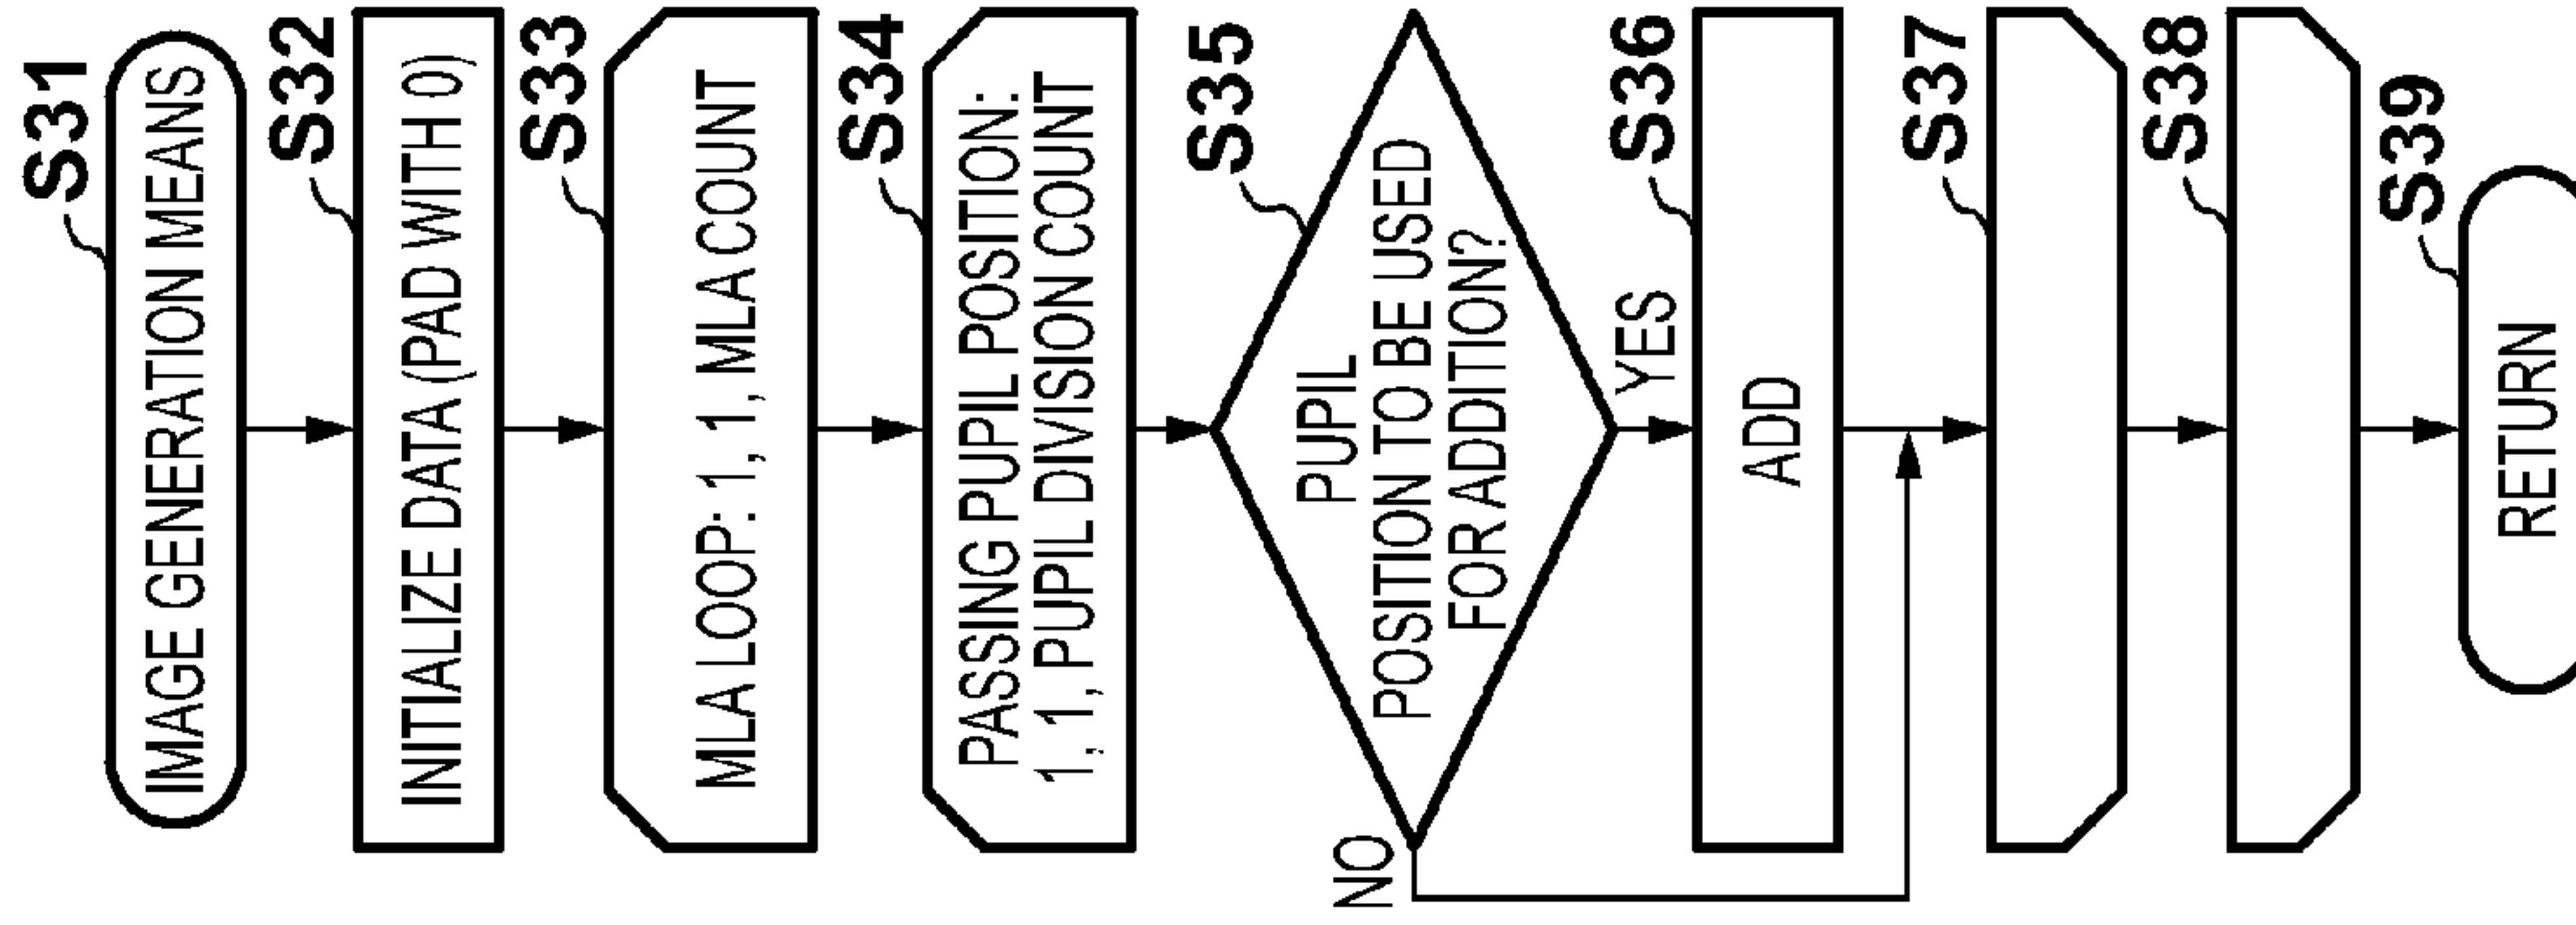 S31
IMAGE GENERATION MEANS
S32
INITIALIZE DATA (PAD WITH 0)
S33
MLA LOOP: 1, 1, MLA COUNT
S34
PASSING PUPIL POSITION:
1, 1, PUPIL DIVISION COUNT
S35
PUPIL
POSITION TO BE USED
FOR ADDITION?
NO
YES
S36
ADD
S37
S38
S39
RETURN